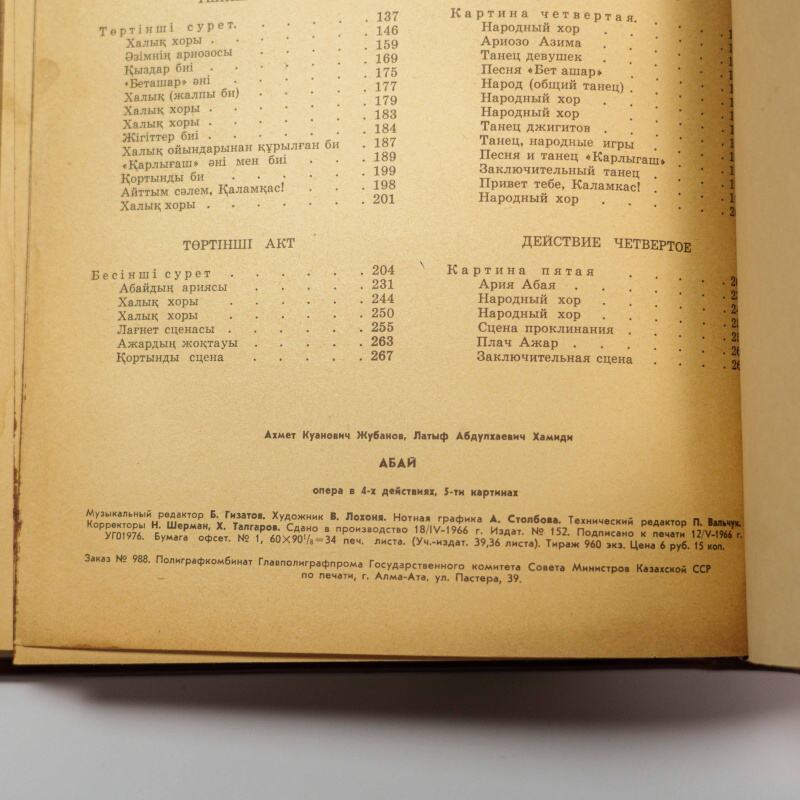 Төртінші сурет. 137
Халық хоры 146
Әзімнің ариозосы 159
Қыздар биі 169
«Беташар» әні 175
Халық (жалпы би) 177
Халық хоры 179
Халық хоры 183
Жігіттер биі 184
Халық ойындарынан құрылған би 187
«Қарлығаш» әні мен биі 189
Қортынды би 199
Айттым сәлем, Қаламқас! 198
Халық хоры 201
ТӨРТІНШІ АКТ
Бесінші сурет 204
Абайдың ариясы 231
Халық хоры 244
Халық хоры 250
Лағнет сценасы 255
Ажардың жоқтауы 263
Қортынды сцена 267
Картина четвертая.
Народный хор
Ариозо Азима
Танец девушек
Песня «Бет ашар»
Народ (общий танец)
Народный хор
Народный хор
Танец джигитов
Танец, народные игры
Песня и танец «Карлыгаш»
Заключительный танец
Привет тебе, Каламкас!
Народный хор
ДЕЙСТВИЕ ЧЕТВЕРТОЕ
Картина пятая
Ария Абая
Народный хор
Народный хор
Сцена проклинания
Плач Ажар
Заключительная сцена
Ахмет Куанович Жубанов, Латыф Абдулхаевич Хамиди
АБАЙ
опера в 4-х действиях, 5-ти картинах
Музыкальный редактор Б. Гизатов. Художник В. Лохоня. Нотная графика А. Столбова. Технический редактор П. Вальчук.
Корректоры Н. Шерман, Х. Талгаров. Сдано в производство 18/IV-1966 г. Издат. № 152. Подписано к печати 12/V-1966 г.
УГ01976. Бумага офсет. № 1, 60×90¹/₈=34 печ. листа. (Уч.-издат. 39,36 листа). Тираж 960 экз. Цена 6 руб. 15 коп.
Заказ № 988. Полиграфкомбинат Главполиграфпрома Государственного комитета Совета Министров Казахской ССР
по печати, г. Алма-Ата, ул. Пастера, 39.